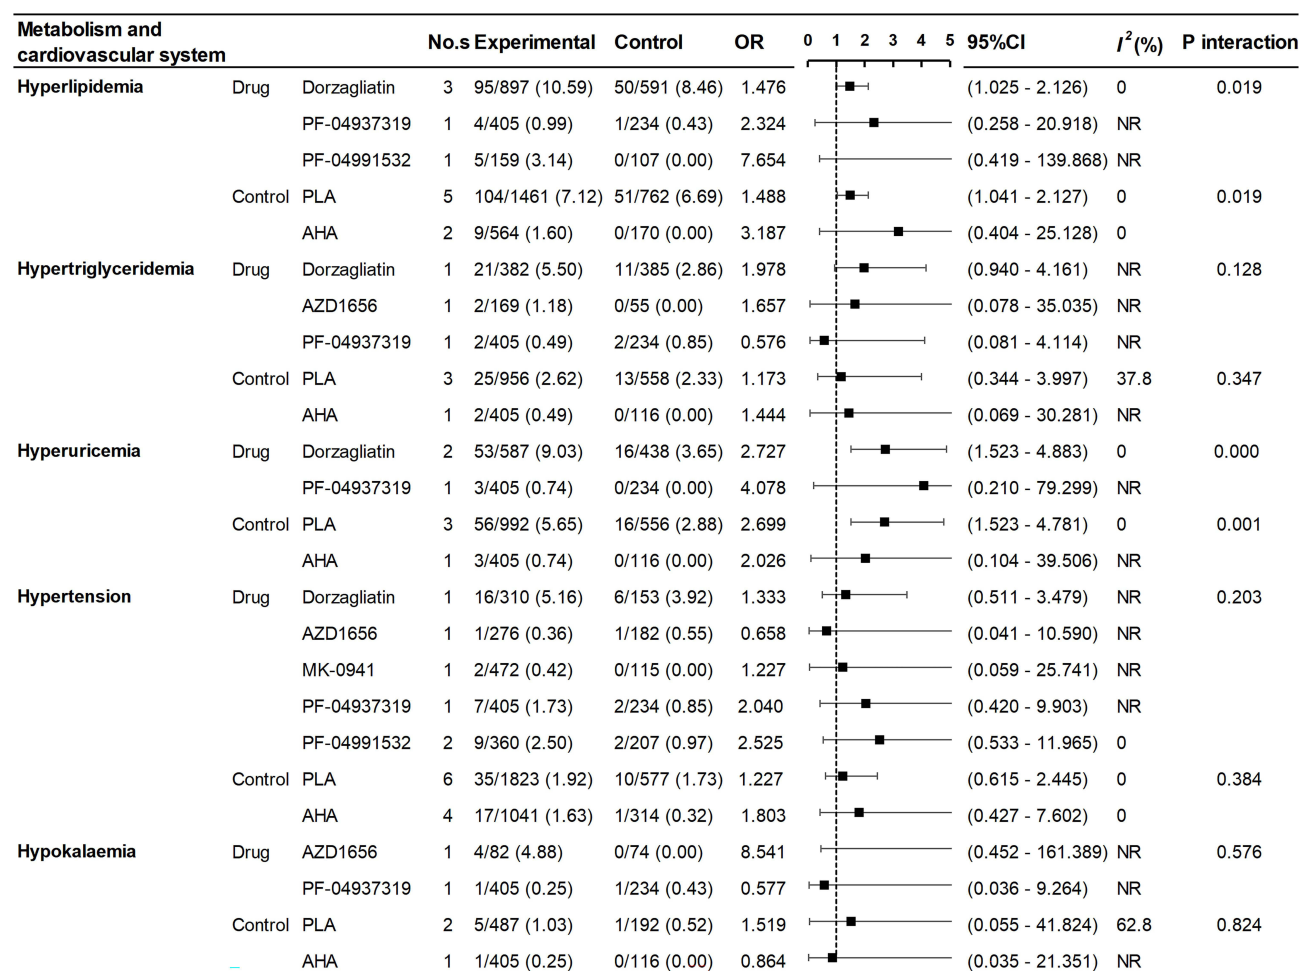 Metabolism and
cardiovascular system No.s Experimental Control OR 0 1 2 3 4 5 95%CI I²(%) P interaction
Hyperlipidemia Drug Dorzagliatin 3 95/897 (10.59) 50/591 (8.46) 1.476 (1.025 - 2.126) 0 0.019
PF-04937319 1 4/405 (0.99) 1/234 (0.43) 2.324 (0.258 - 20.918) NR
PF-04991532 1 5/159 (3.14) 0/107 (0.00) 7.654 (0.419 - 139.868) NR
Control PLA 5 104/1461 (7.12) 51/762 (6.69) 1.488 (1.041 - 2.127) 0 0.019
AHA 2 9/564 (1.60) 0/170 (0.00) 3.187 (0.404 - 25.128) 0
Hypertriglyceridemia Drug Dorzagliatin 1 21/382 (5.50) 11/385 (2.86) 1.978 (0.940 - 4.161) NR 0.128
AZD1656 1 2/169 (1.18) 0/55 (0.00) 1.657 (0.078 - 35.035) NR
PF-04937319 1 2/405 (0.49) 2/234 (0.85) 0.576 (0.081 - 4.114) NR
Control PLA 3 25/956 (2.62) 13/558 (2.33) 1.173 (0.344 - 3.997) 37.8 0.347
AHA 1 2/405 (0.49) 0/116 (0.00) 1.444 (0.069 - 30.281) NR
Hyperuricemia Drug Dorzagliatin 2 53/587 (9.03) 16/438 (3.65) 2.727 (1.523 - 4.883) 0 0.000
PF-04937319 1 3/405 (0.74) 0/234 (0.00) 4.078 (0.210 - 79.299) NR
Control PLA 3 56/992 (5.65) 16/556 (2.88) 2.699 (1.523 - 4.781) 0 0.001
AHA 1 3/405 (0.74) 0/116 (0.00) 2.026 (0.104 - 39.506) NR
Hypertension Drug Dorzagliatin 1 16/310 (5.16) 6/153 (3.92) 1.333 (0.511 - 3.479) NR 0.203
AZD1656 1 1/276 (0.36) 1/182 (0.55) 0.658 (0.041 - 10.590) NR
MK-0941 1 2/472 (0.42) 0/115 (0.00) 1.227 (0.059 - 25.741) NR
PF-04937319 1 7/405 (1.73) 2/234 (0.85) 2.040 (0.420 - 9.903) NR
PF-04991532 2 9/360 (2.50) 2/207 (0.97) 2.525 (0.533 - 11.965) 0
Control PLA 6 35/1823 (1.92) 10/577 (1.73) 1.227 (0.615 - 2.445) 0 0.384
AHA 4 17/1041 (1.63) 1/314 (0.32) 1.803 (0.427 - 7.602) 0
Hypokalaemia Drug AZD1656 1 4/82 (4.88) 0/74 (0.00) 8.541 (0.452 - 161.389) NR 0.576
PF-04937319 1 1/405 (0.25) 1/234 (0.43) 0.577 (0.036 - 9.264) NR
Control PLA 2 5/487 (1.03) 1/192 (0.52) 1.519 (0.055 - 41.824) 62.8 0.824
AHA 1 1/405 (0.25) 0/116 (0.00) 0.864 (0.035 - 21.351) NR